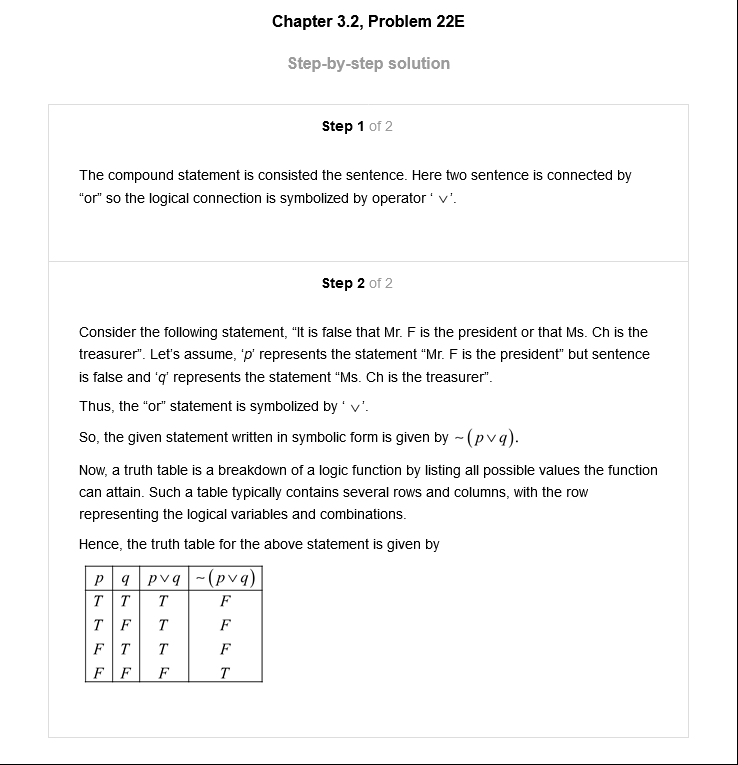 Chapter 3.2, Problem 22E
Step-by-step solution
Step 1 of 2
The compound statement is consisted the sentence. Here two sentence is connected by
“or” so the logical connection is symbolized by operator ‘ ∨’.
Step 2 of 2
Consider the following statement, “It is false that Mr. F is the president or that Ms. Ch is the
treasurer”. Let’s assume, ‘p’ represents the statement “Mr. F is the president” but sentence
is false and ‘q’ represents the statement “Ms. Ch is the treasurer”.
Thus, the “or” statement is symbolized by ‘ ∨’.
So, the given statement written in symbolic form is given by ~(p∨q).
Now, a truth table is a breakdown of a logic function by listing all possible values the function
can attain. Such a table typically contains several rows and columns, with the row
representing the logical variables and combinations.
Hence, the truth table for the above statement is given by
p q p∨q ~(p∨q)
T T T F
T F T F
F T T F
F F F T